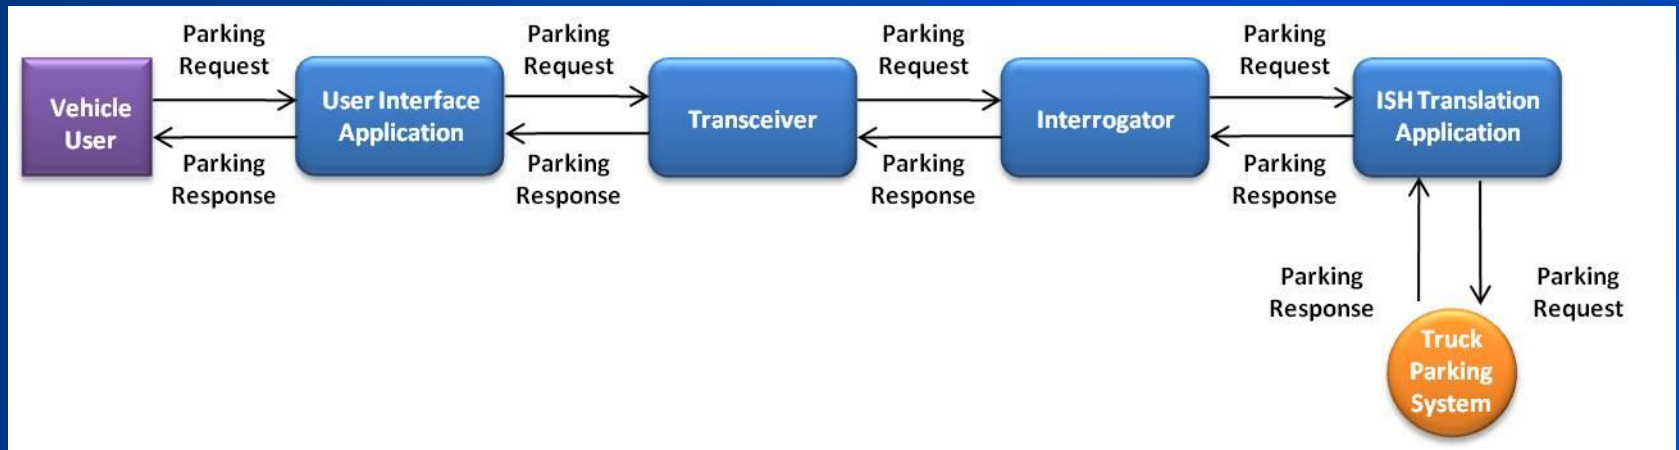 Parking
Request
Parking
Request
Parking
Request
Parking
Request
Vehicle
User
User Interface
Application
Transceiver
Interrogator
ISH Translation
Application
Parking
Response
Parking
Response
Parking
Response
Parking
Response
Parking
Response
Parking
Request
Truck
Parking
System